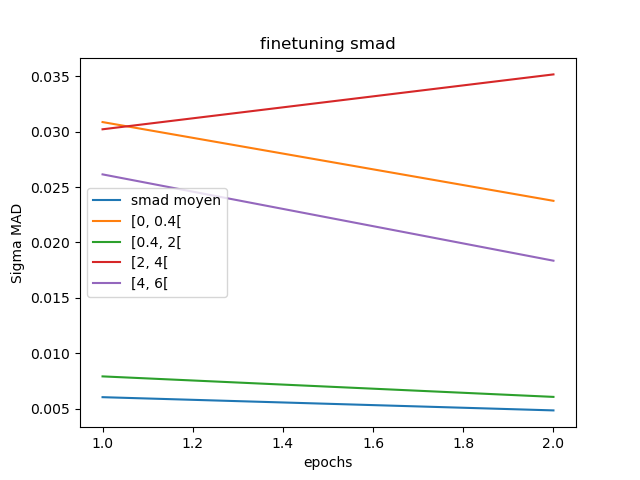 finetuning smad
0.035
0.030
0.025
0.020
0.015
0.010
0.005
Sigma MAD
smad moyen
[0, 0.4[
[0.4, 2[
[2, 4[
[4, 6[
1.0 1.2 1.4 1.6 1.8 2.0
epochs